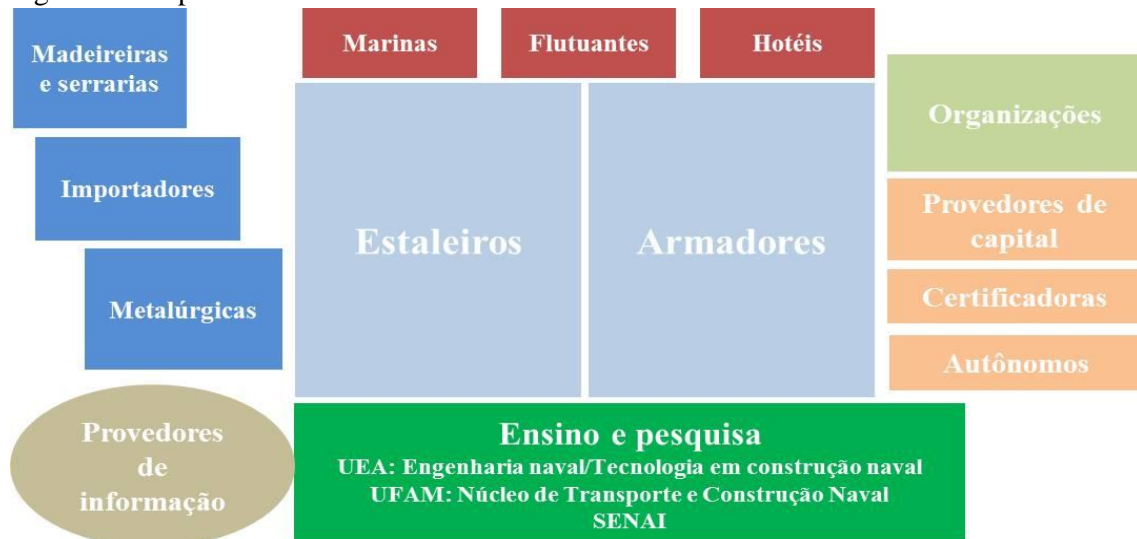 Madeireiras
e serrarias
Importadores
Metalúrgicas
Provedores
de
informação
Marinas
Flutuantes
Hotéis
Estaleiros
Armadores
Organizações
Provedores de
capital
Certificadoras
Autônomos
Ensino e pesquisa
UEA: Engenharia naval/Tecnologia em construção naval
UFAM: Núcleo de Transporte e Construção Naval
SENAI